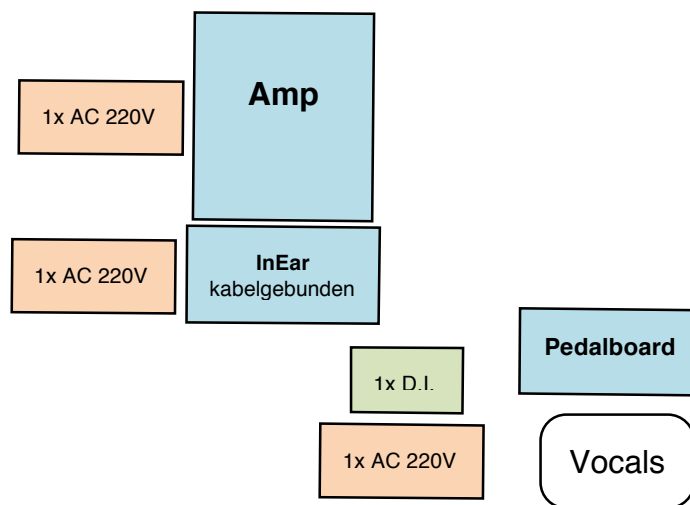 Amp
1x AC 220V
InEar
1x AC 220V
kabelgebunden
Pedalboard
1x D.I.
1x AC 220V
Vocals